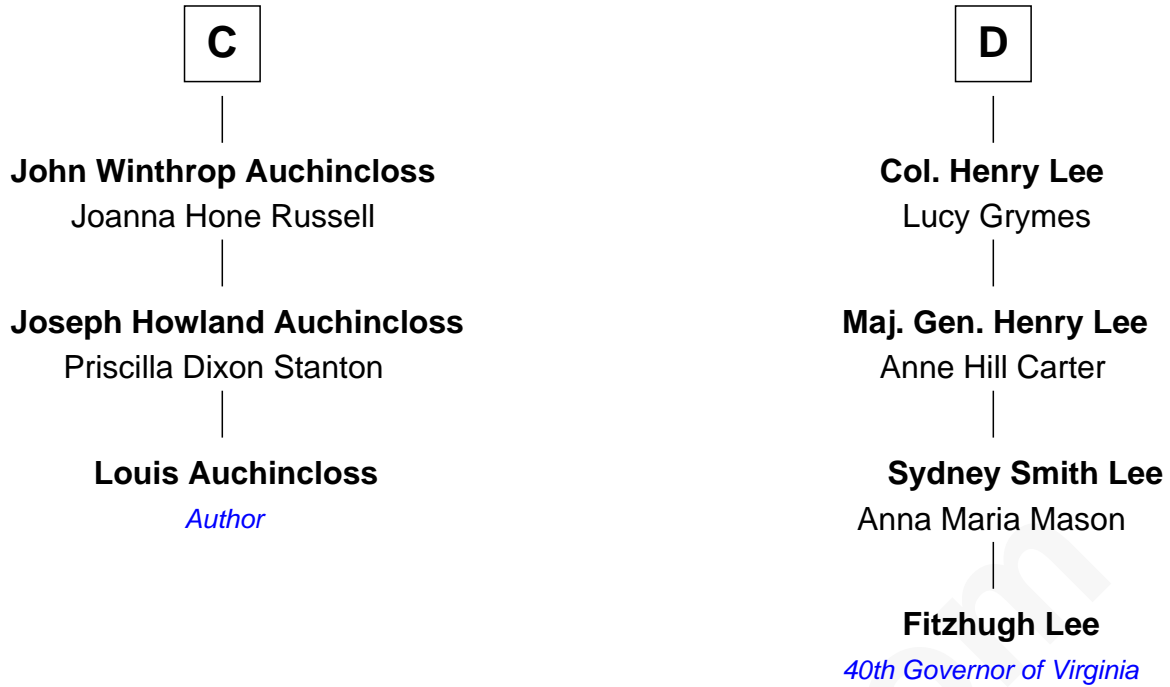 C
John Winthrop Auchincloss
Joanna Hone Russell
Joseph Howland Auchincloss
Priscilla Dixon Stanton
Louis Auchincloss
Author
D
Col. Henry Lee
Lucy Grymes
Maj. Gen. Henry Lee
Anne Hill Carter
Sydney Smith Lee
Anna Maria Mason
Fitzhugh Lee
40th Governor of Virginia